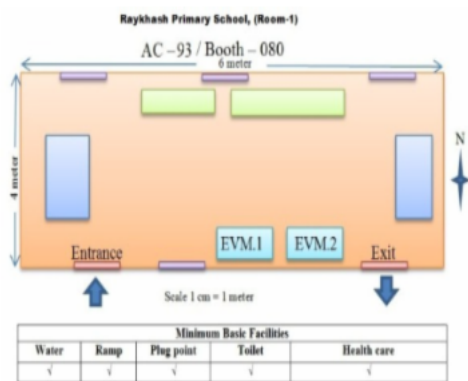 Raykhash Primary School, (Room-1)
AC – 93 / Booth – 080
6 meter
4 meter
N
EVM.1 EVM.2
Entrance Exit
Scale 1 cm = 1 meter
Minimum Basic Facilities
Water Ramp Plug point Toilet Health care
√ √ √ √ √